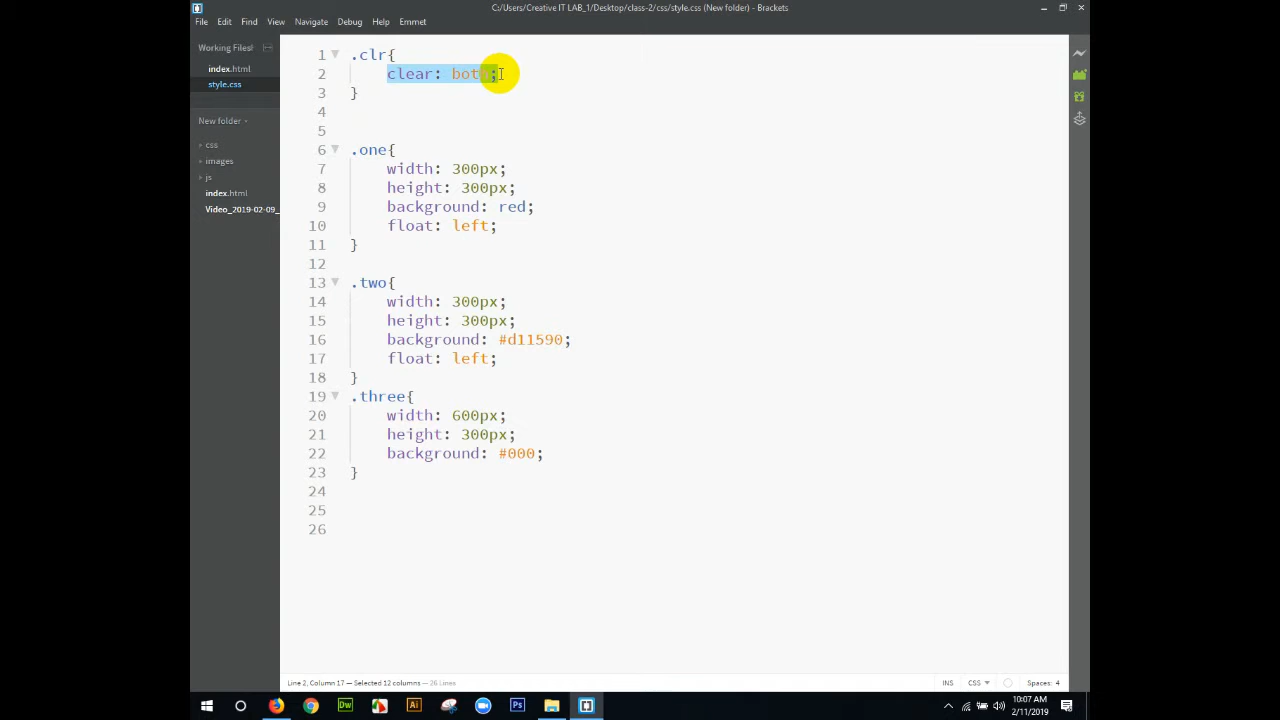 C:/Users/Creative IT LAB_1/Desktop/class-2/css/style.css (New folder) - Brackets
File Edit Find View Navigate Debug Help Emmet
Working Files
index.html
style.css
New folder
css
images
js
index.html
Video_2019-02-09_
1 .clr{
2 clear: both;
3 }
4
5
6 .one{
7 width: 300px;
8 height: 300px;
9 background: red;
10 float: left;
11 }
12
13 .two{
14 width: 300px;
15 height: 300px;
16 background: #d11590;
17 float: left;
18 }
19 .three{
20 width: 600px;
21 height: 300px;
22 background: #000;
23 }
24
25
26
Line 2, Column 17 — Selected 12 columns — 26 Lines
INS CSS Spaces: 4
Dw Ai Ps
10:07 AM
2/11/2019